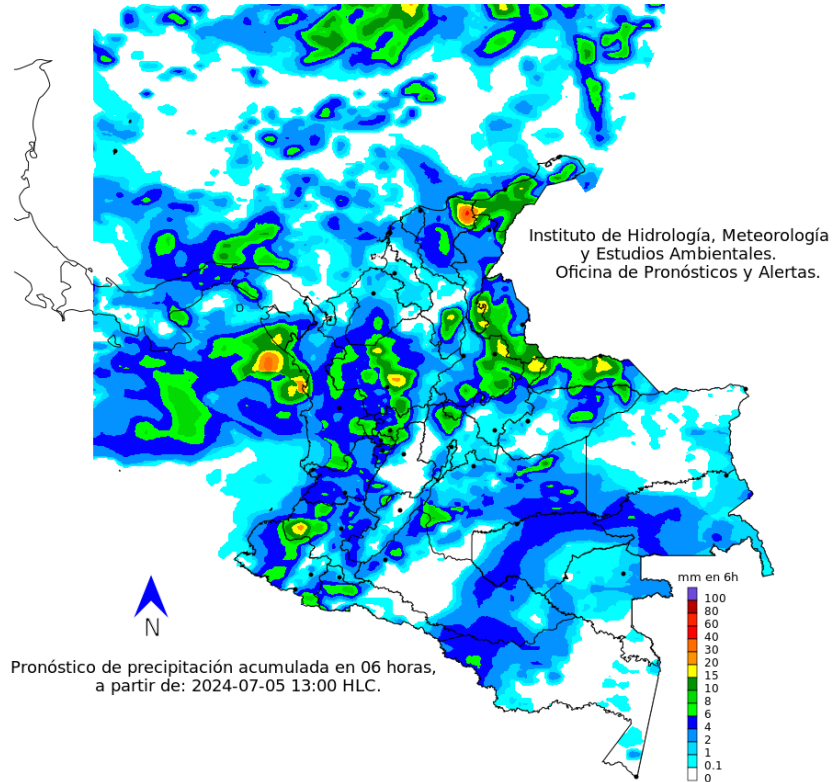 Instituto de Hidrología, Meteorología
y Estudios Ambientales.
Oficina de Pronósticos y Alertas.
N
Pronóstico de precipitación acumulada en 06 horas,
a partir de: 2024-07-05 13:00 HLC.
mm en 6h
100
80
60
40
30
20
15
10
8
6
4
2
1
0.1
0